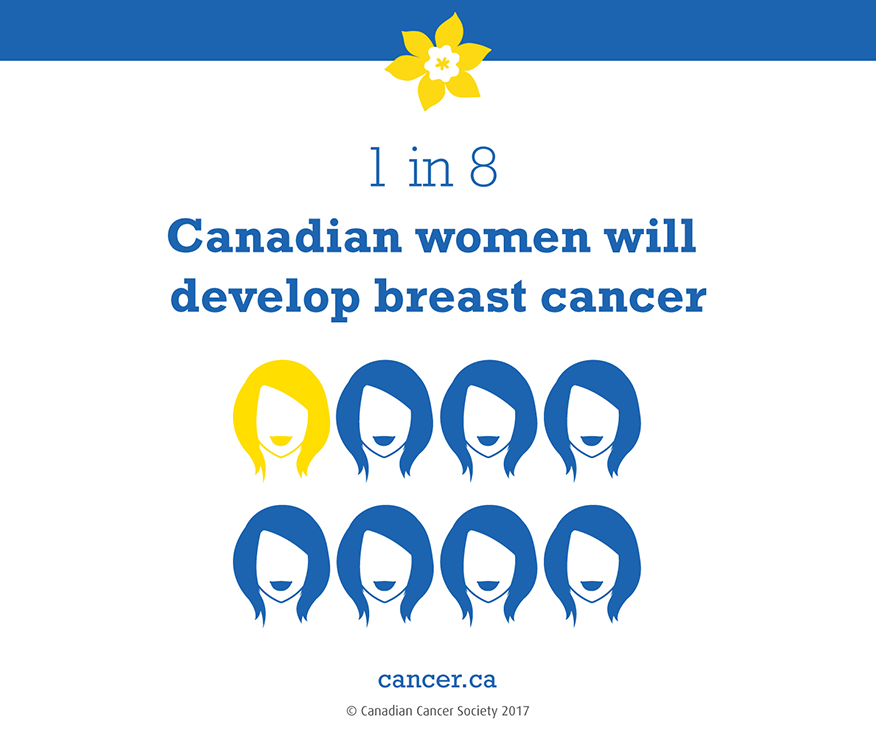 1 in 8
Canadian women will
develop breast cancer
cancer.ca
© Canadian Cancer Society 2017